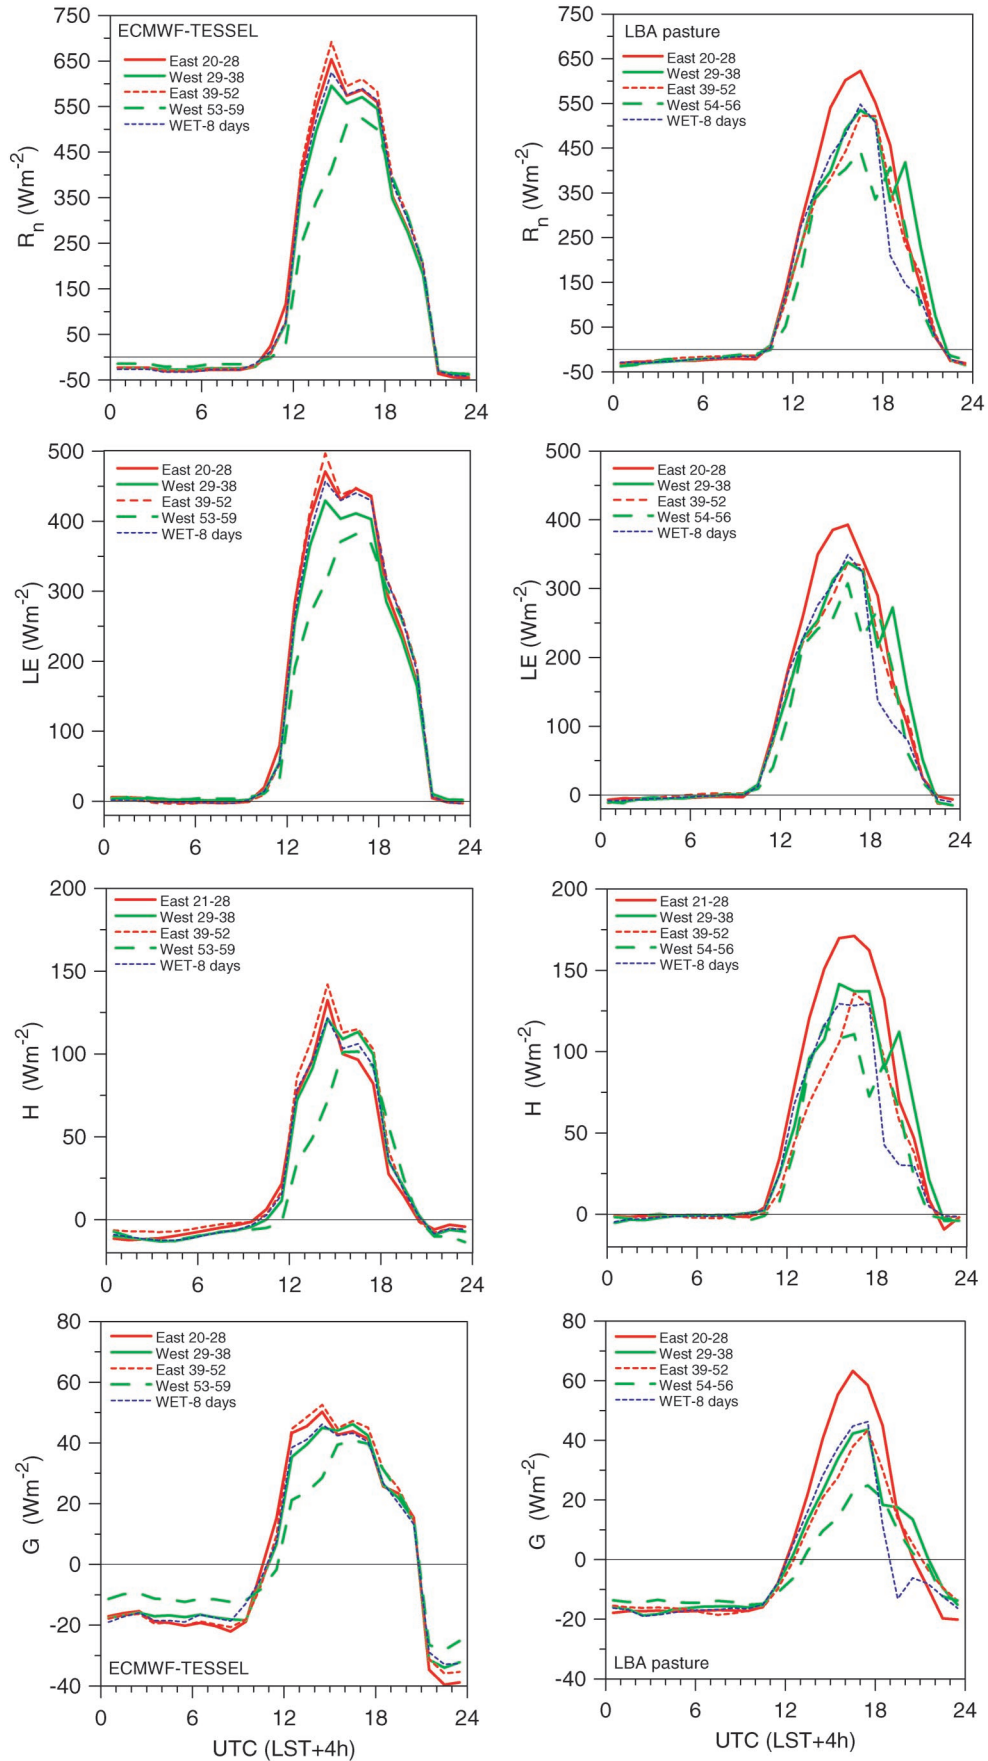 ECMWF-TESSEL
East 20-28
West 29-38
East 39-52
West 53-59
WET-8 days
750
650
550
450
350
250
150
50
-50
Rn (Wm-2)
0 6 12 18 24
LBA pasture
East 20-28
West 29-38
East 39-52
West 54-56
WET-8 days
750
650
550
450
350
250
150
50
-50
Rn (Wm-2)
0 6 12 18 24
East 20-28
West 29-38
East 39-52
West 53-59
WET-8 days
500
400
300
200
100
0
LE (Wm-2)
0 6 12 18 24
East 20-28
West 29-38
East 39-52
West 54-56
WET-8 days
500
400
300
200
100
0
LE (Wm-2)
0 6 12 18 24
East 21-28
West 29-38
East 39-52
West 53-59
WET-8 days
200
150
100
50
0
H (Wm-2)
0 6 12 18 24
East 21-28
West 29-38
East 39-52
West 54-56
WET-8 days
200
150
100
50
0
H (Wm-2)
0 6 12 18 24
East 20-28
West 29-38
East 39-52
West 53-59
WET-8 days
80
60
40
20
0
-20
-40
G (Wm-2)
ECMWF-TESSEL
0 6 12 18 24
UTC (LST+4h)
East 20-28
West 29-38
East 39-52
West 54-56
WET-8 days
80
60
40
20
0
-20
-40
G (Wm-2)
LBA pasture
0 6 12 18 24
UTC (LST+4h)